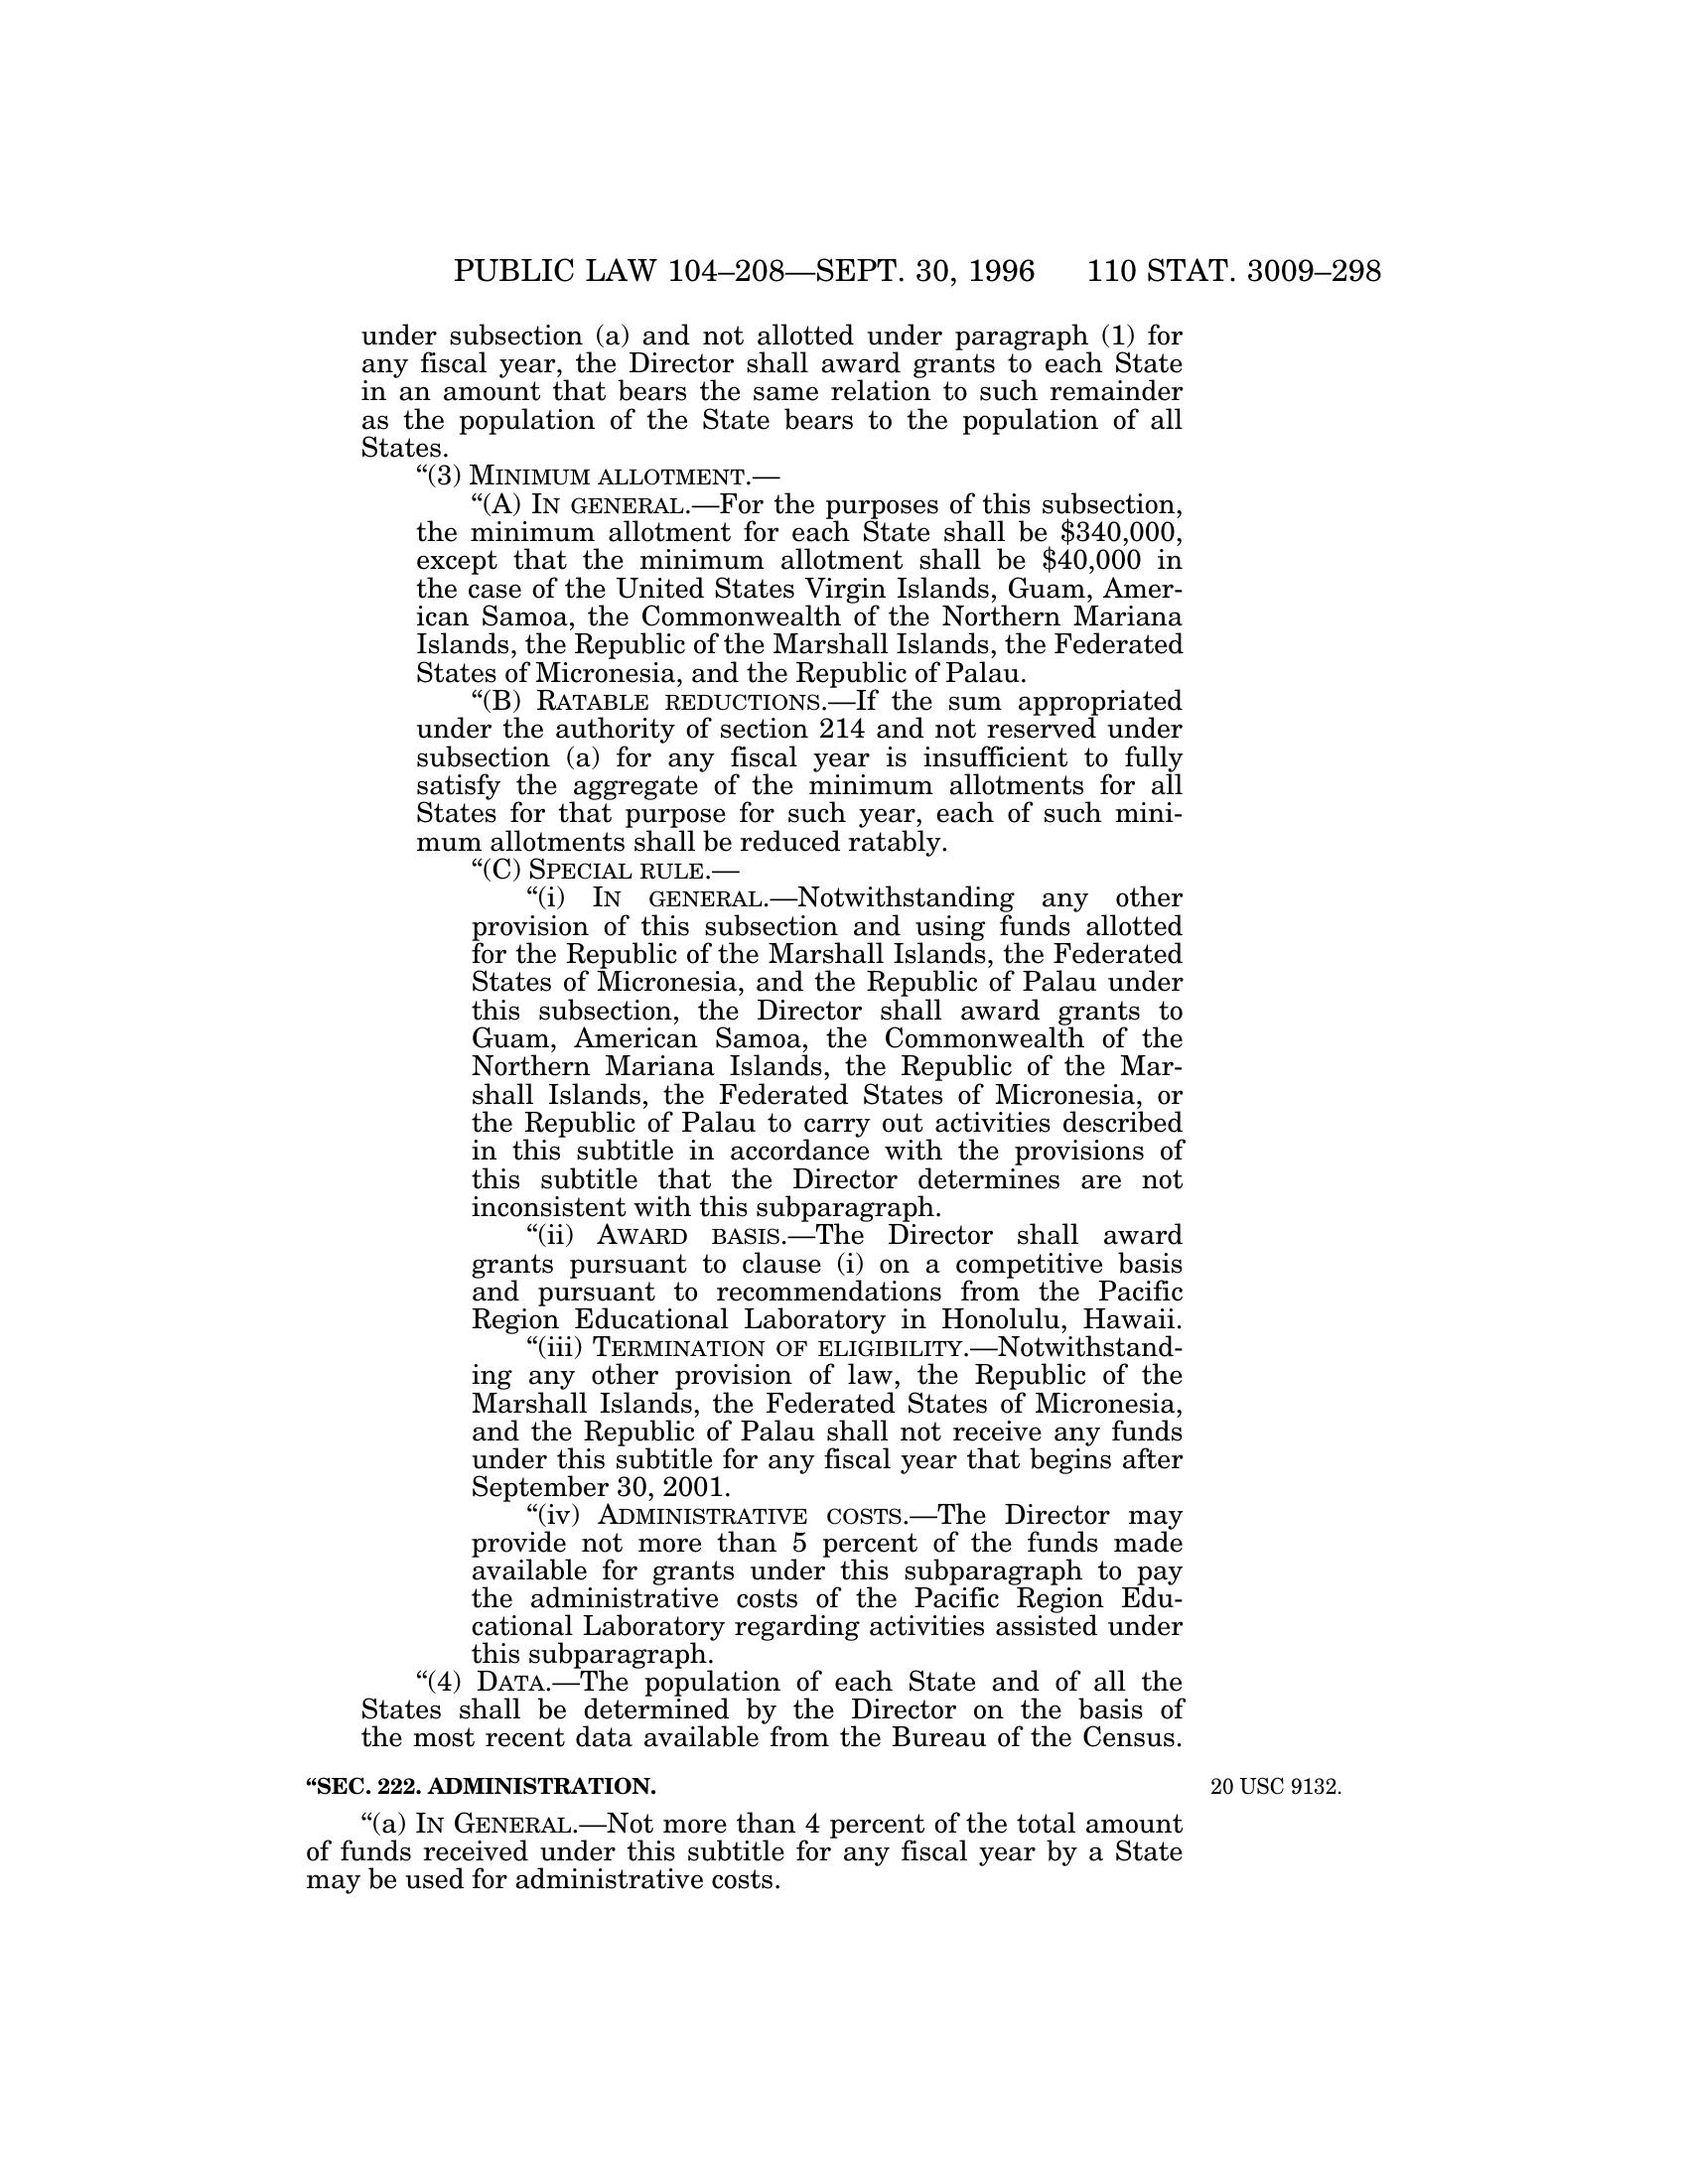 PUBLIC LAW 104–208—SEPT. 30, 1996 110 STAT. 3009–298
under subsection (a) and not allotted under paragraph (1) for
any fiscal year, the Director shall award grants to each State
in an amount that bears the same relation to such remainder
as the population of the State bears to the population of all
States.
“(3) MINIMUM ALLOTMENT.—
“(A) IN GENERAL.—For the purposes of this subsection,
the minimum allotment for each State shall be $340,000,
except that the minimum allotment shall be $40,000 in
the case of the United States Virgin Islands, Guam, Amer-
ican Samoa, the Commonwealth of the Northern Mariana
Islands, the Republic of the Marshall Islands, the Federated
States of Micronesia, and the Republic of Palau.
“(B) RATABLE REDUCTIONS.—If the sum appropriated
under the authority of section 214 and not reserved under
subsection (a) for any fiscal year is insufficient to fully
satisfy the aggregate of the minimum allotments for all
States for that purpose for such year, each of such mini-
mum allotments shall be reduced ratably.
“(C) SPECIAL RULE.—
“(i) IN GENERAL.—Notwithstanding any other
provision of this subsection and using funds allotted
for the Republic of the Marshall Islands, the Federated
States of Micronesia, and the Republic of Palau under
this subsection, the Director shall award grants to
Guam, American Samoa, the Commonwealth of the
Northern Mariana Islands, the Republic of the Mar-
shall Islands, the Federated States of Micronesia, or
the Republic of Palau to carry out activities described
in this subtitle in accordance with the provisions of
this subtitle that the Director determines are not
inconsistent with this subparagraph.
“(ii) AWARD BASIS.—The Director shall award
grants pursuant to clause (i) on a competitive basis
and pursuant to recommendations from the Pacific
Region Educational Laboratory in Honolulu, Hawaii.
“(iii) TERMINATION OF ELIGIBILITY.—Notwithstand-
ing any other provision of law, the Republic of the
Marshall Islands, the Federated States of Micronesia,
and the Republic of Palau shall not receive any funds
under this subtitle for any fiscal year that begins after
September 30, 2001.
“(iv) ADMINISTRATIVE COSTS.—The Director may
provide not more than 5 percent of the funds made
available for grants under this subparagraph to pay
the administrative costs of the Pacific Region Edu-
cational Laboratory regarding activities assisted under
this subparagraph.
“(4) DATA.—The population of each State and of all the
States shall be determined by the Director on the basis of
the most recent data available from the Bureau of the Census.
“SEC. 222. ADMINISTRATION. 20 USC 9132.
“(a) IN GENERAL.—Not more than 4 percent of the total amount
of funds received under this subtitle for any fiscal year by a State
may be used for administrative costs.